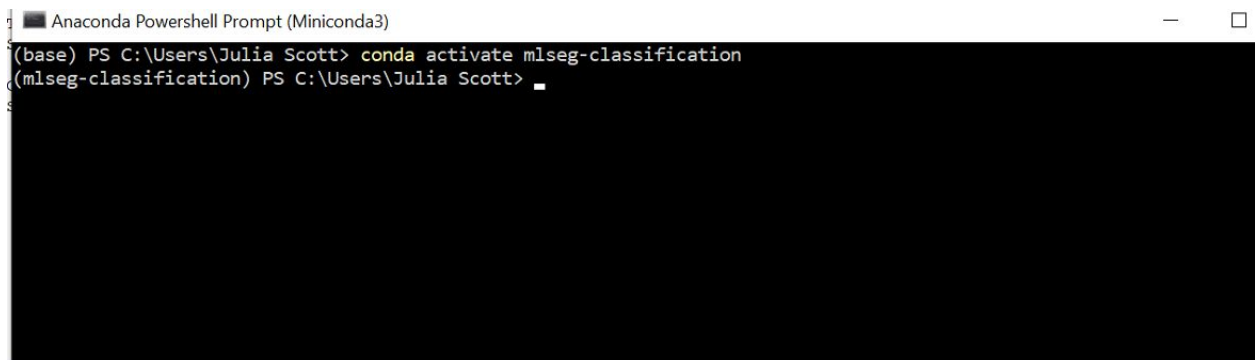 Anaconda Powershell Prompt (Miniconda3)
(base) PS C:\Users\Julia Scott> conda activate mlseg-classification
(mlseg-classification) PS C:\Users\Julia Scott>